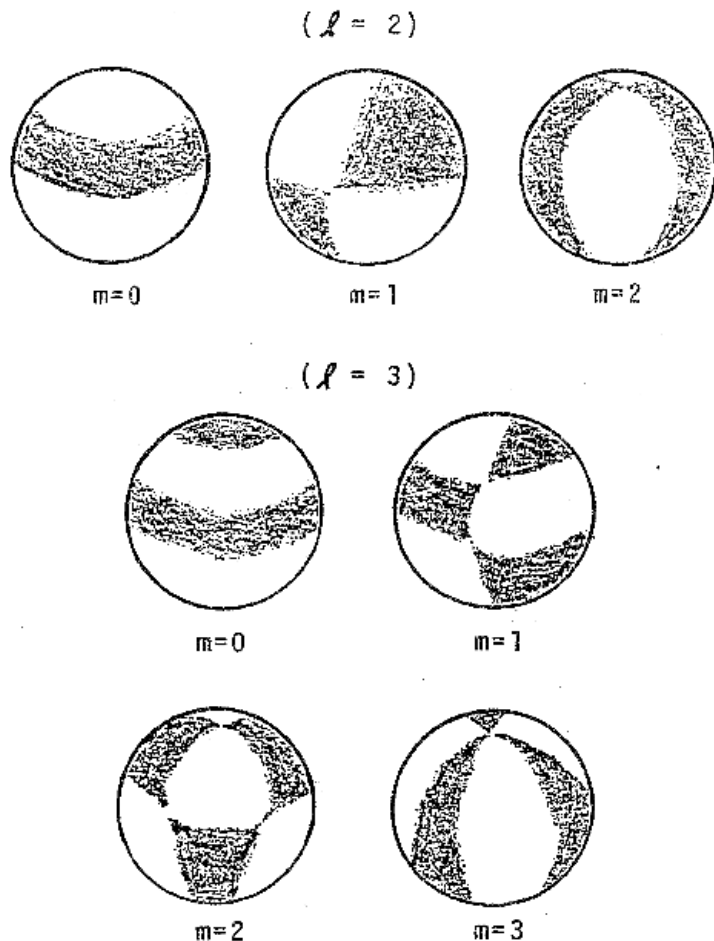 (ℓ = 2)
m=0 m=1 m=2
(ℓ = 3)
m=0 m=1
m=2 m=3